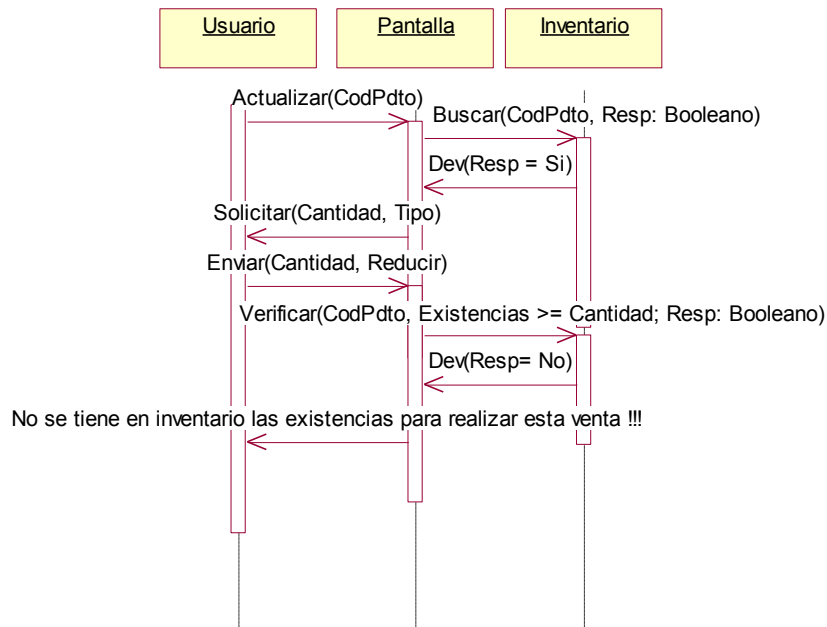 Usuario
Pantalla
Inventario
Actualizar(CodPdto)
Buscar(CodPdto, Resp: Booleano)
Dev(Resp = Si)
Solicitar(Cantidad, Tipo)
Enviar(Cantidad, Reducir)
Verificar(CodPdto, Existencias >= Cantidad; Resp: Booleano)
Dev(Resp= No)
No se tiene en inventario las existencias para realizar esta venta !!!